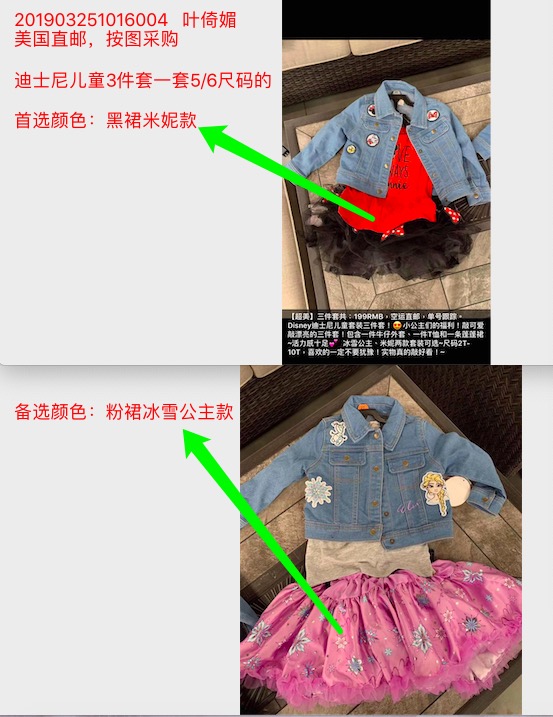 201903251016004 叶倚媚
美国直邮，按图采购
迪士尼儿童3件套一套5/6尺码的
首选颜色：黑裙米妮款
ALWAYS
【超美】三件套共：199RMB，空运直邮，单号跟踪。
Disney迪士尼儿童套装三件套！😍小公主们的福利！敲可爱
敲漂亮的三件套！包含一件牛仔外套、一件T恤和一条蓬蓬裙
~活力既十足💕 冰雪公主、米妮两款套装可选~尺码2T-
10T，喜欢的一定不要犹豫！实物真的敲好看！~
备选颜色：粉裙冰雪公主款